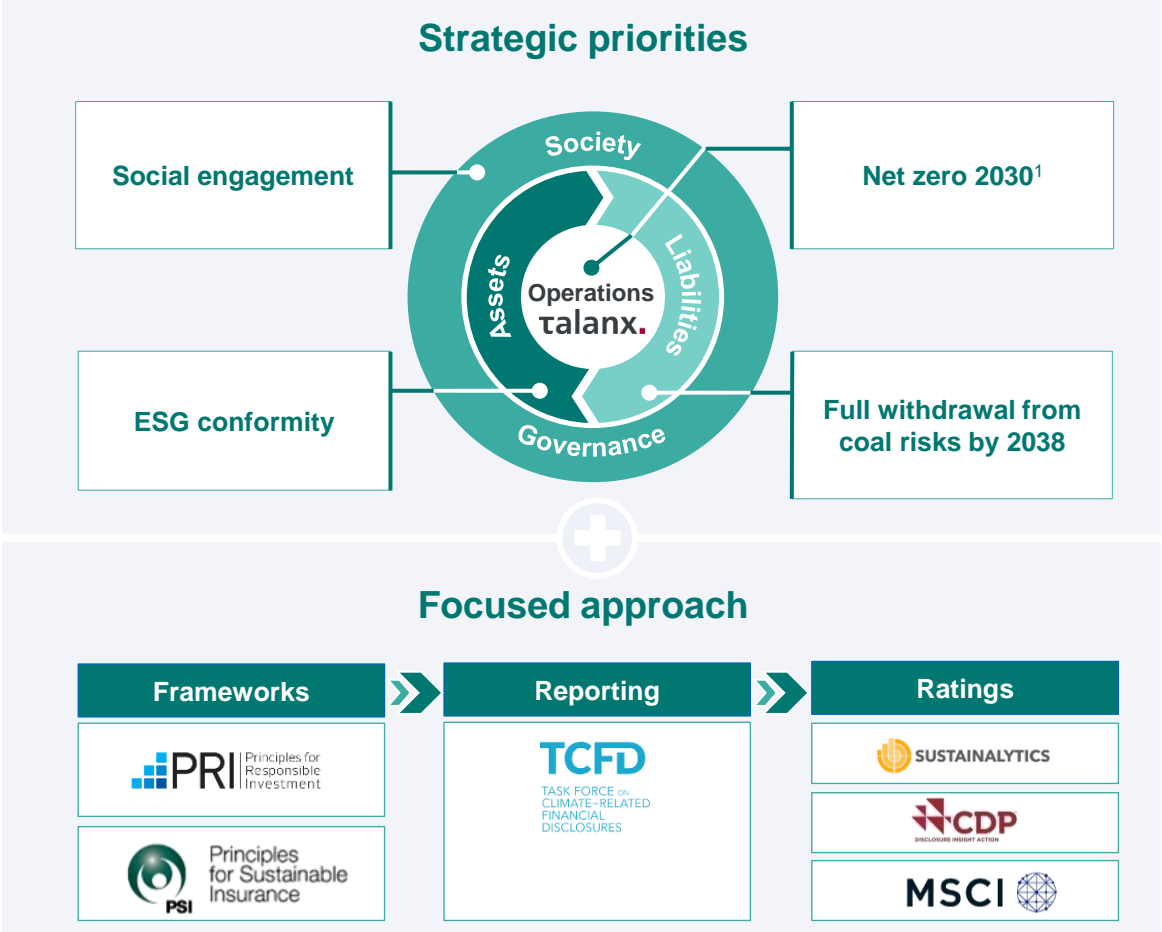 Strategic priorities
Social engagement
Net zero 2030¹
Society
Assets
Liabilities
Operations
talanx.
Governance
ESG conformity
Full withdrawal from
coal risks by 2038
Focused approach
Frameworks
Reporting
Ratings
PRI
Principles for
Responsible
Investment
PSI
Principles
for Sustainable
Insurance
TCFD
TASK FORCE ON
CLIMATE-RELATED
FINANCIAL
DISCLOSURES
SUSTAINALYTICS
CDP
DISCLOSURE INSIGHT ACTION
MSCI